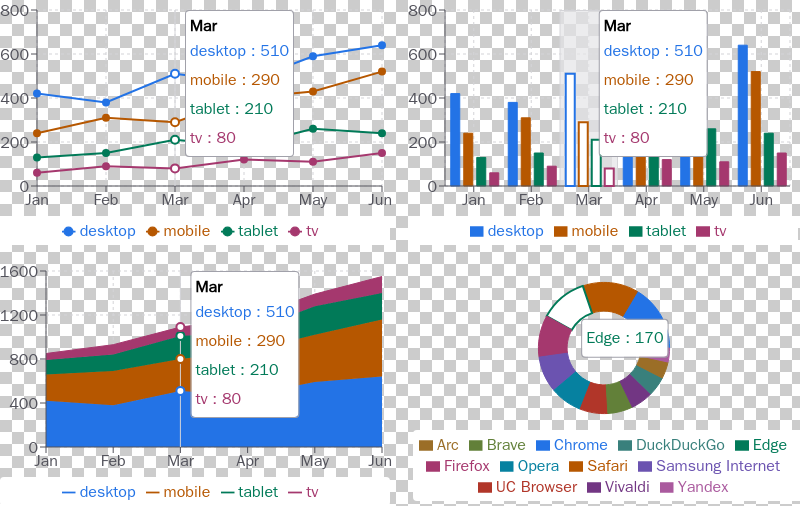 800
600
400
200
0
Jan Feb Mar Apr May Jun
Mar
desktop : 510
mobile : 290
tablet : 210
tv : 80
desktop mobile tablet tv
800
600
400
200
0
Jan Feb Mar Apr May Jun
Mar
desktop : 510
mobile : 290
tablet : 210
tv : 80
desktop mobile tablet tv
1600
1200
800
400
0
Jan Feb Mar Apr May Jun
Mar
desktop : 510
mobile : 290
tablet : 210
tv : 80
desktop mobile tablet tv
Edge : 170
Arc Brave Chrome DuckDuckGo Edge
Firefox Opera Safari Samsung Internet
UC Browser Vivaldi Yandex